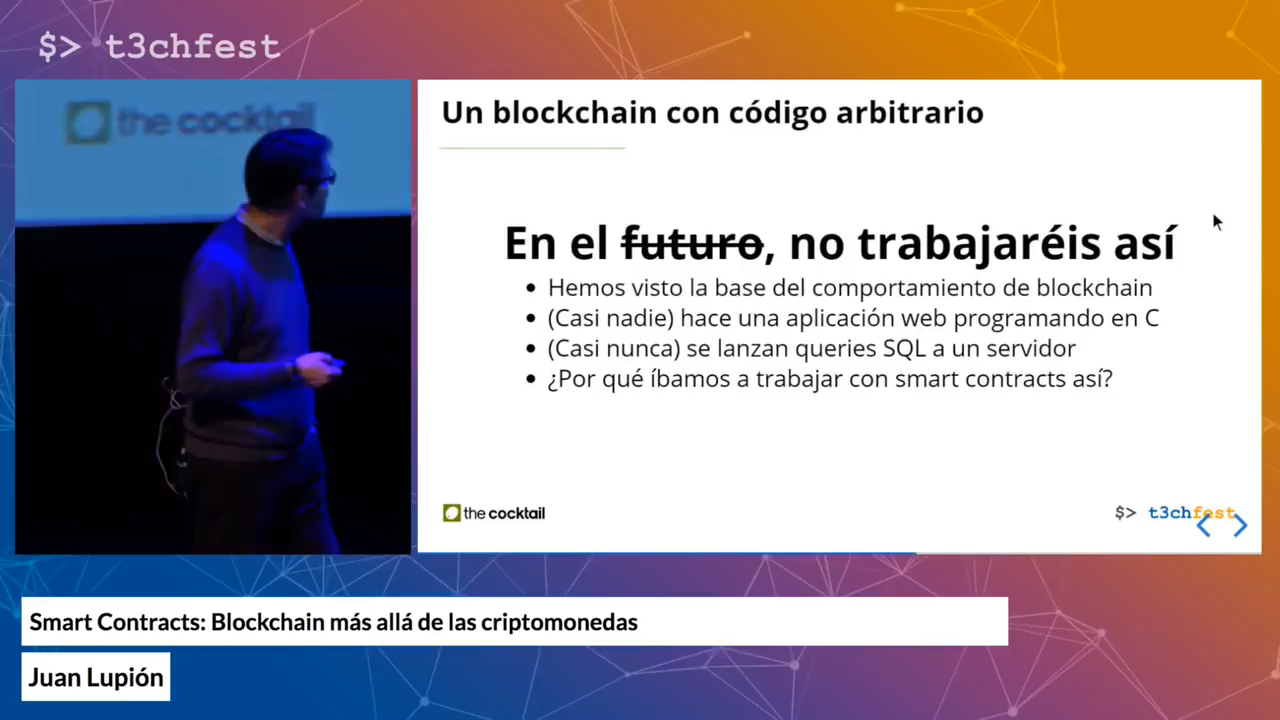 $> t3chfest
the cocktail
Un blockchain con código arbitrario
En el futuro, no trabajaréis así
Hemos visto la base del comportamiento de blockchain
(Casi nadie) hace una aplicación web programando en C
(Casi nunca) se lanzan queries SQL a un servidor
¿Por qué íbamos a trabajar con smart contracts así?
the cocktail
$> t3chfest
Smart Contracts: Blockchain más allá de las criptomonedas
Juan Lupión